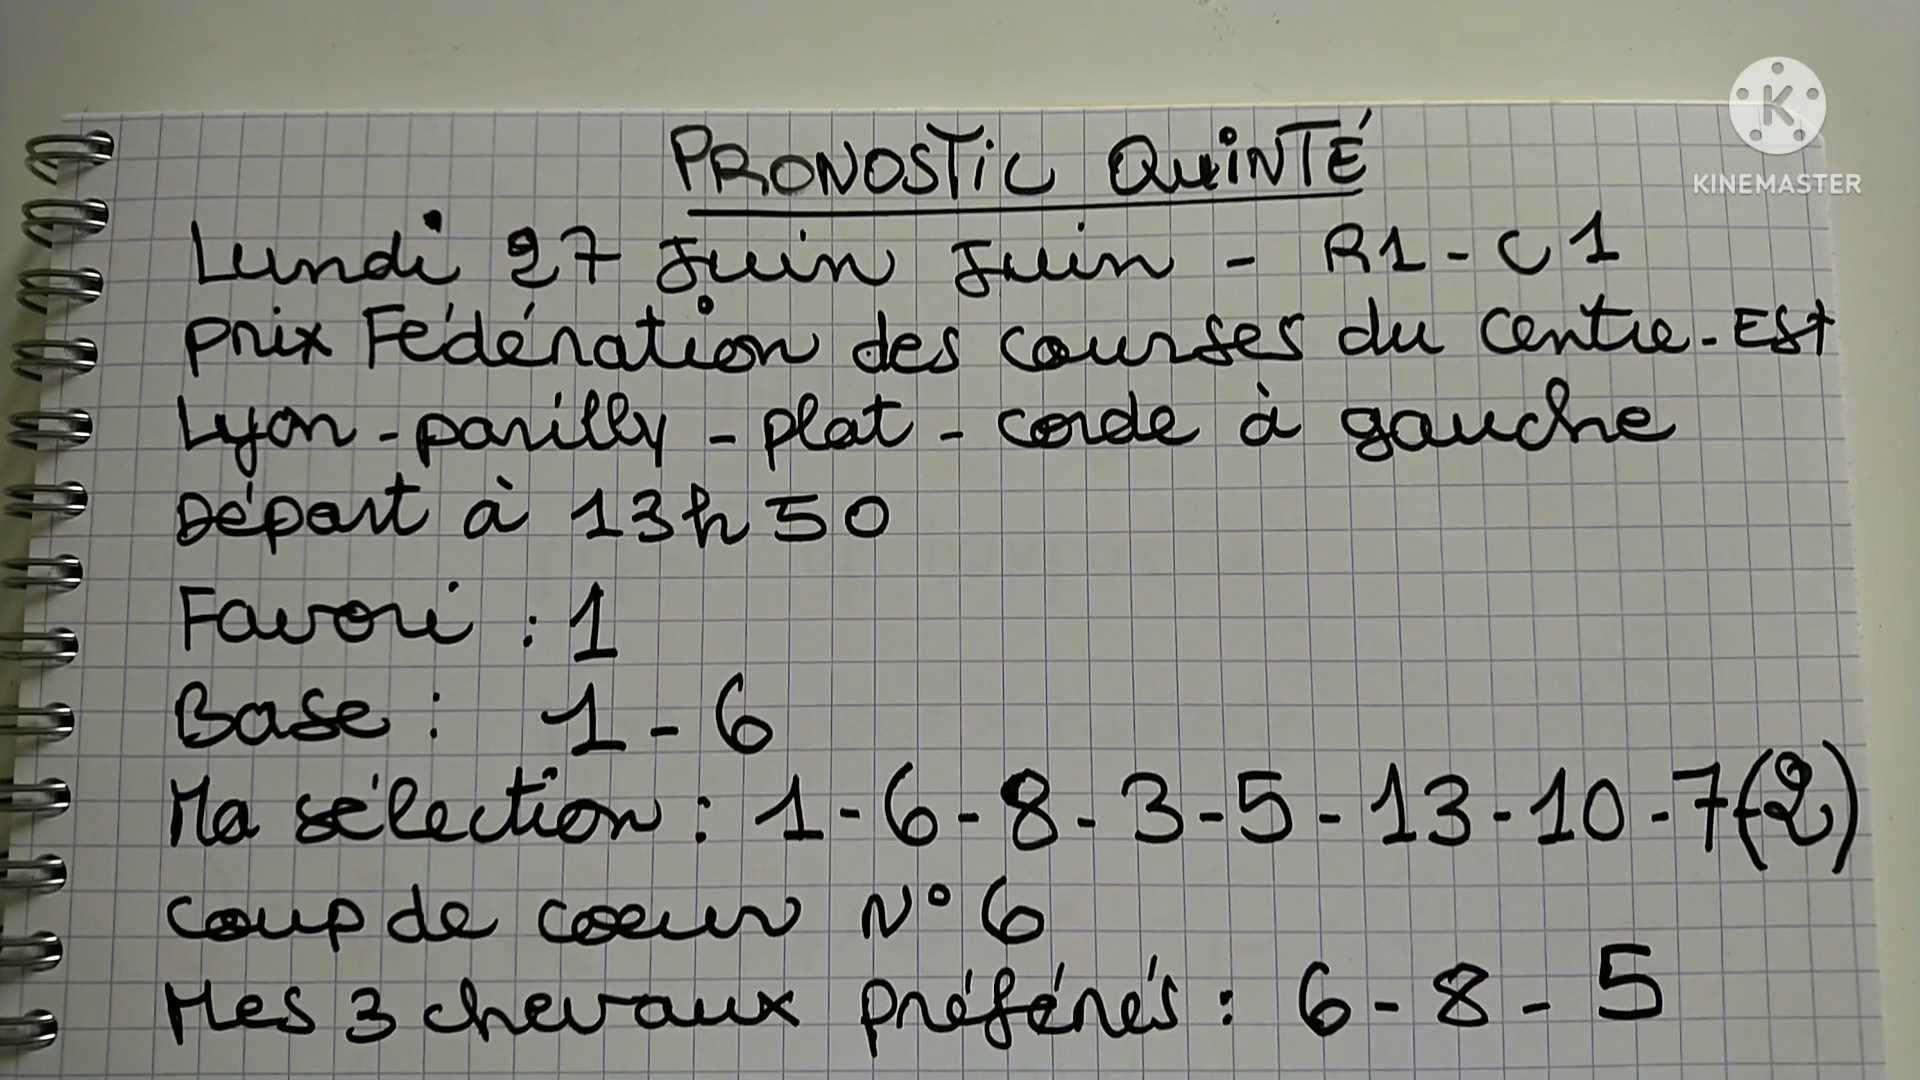 PRONOSTIC QUINTÉ
Lundi 27 Juin Juin - R1 - C1
prix Fédération des courses du Centre-Est
Lyon-parilly - plat - corde à gauche
Départ à 13h50
Favori : 1
Base : 1 - 6
Ma sélection : 1 - 6 - 8 - 3 - 5 - 13 - 10 - 7 (2)
coup de coeur N° 6
Mes 3 chevaux préférés : 6 - 8 - 5
K
KINEMASTER